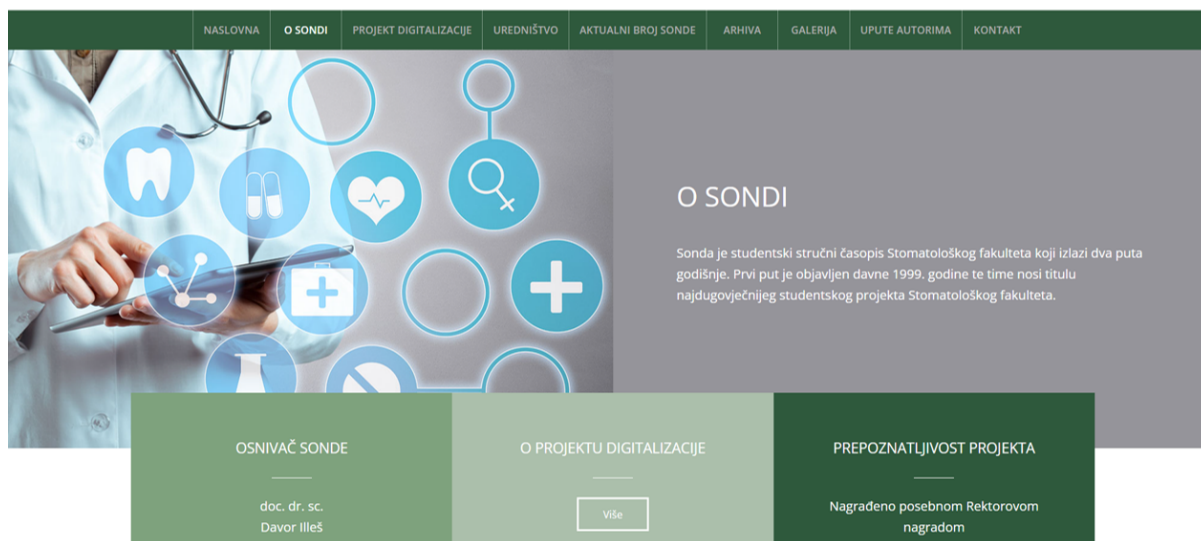 NASLOVNA
O SONDI
PROJEKT DIGITALIZACIJE
UREDNIŠTVO
AKTUALNI BROJ SONDE
ARHIVA
GALERIJA
UPUTE AUTORIMA
KONTAKT
O SONDI
Sonda je studentski stručni časopis Stomatološkog fakulteta koji izlazi dva puta
godišnje. Prvi put je objavljen davne 1999. godine te time nosi titulu
najdugovječnijeg studentskog projekta Stomatološkog fakulteta.
OSNIVAČ SONDE
doc. dr. sc.
Davor Illeš
O PROJEKTU DIGITALIZACIJE
Više
PREPOZNATLJIVOST PROJEKTA
Nagrađeno posebnom Rektorovom
nagradom